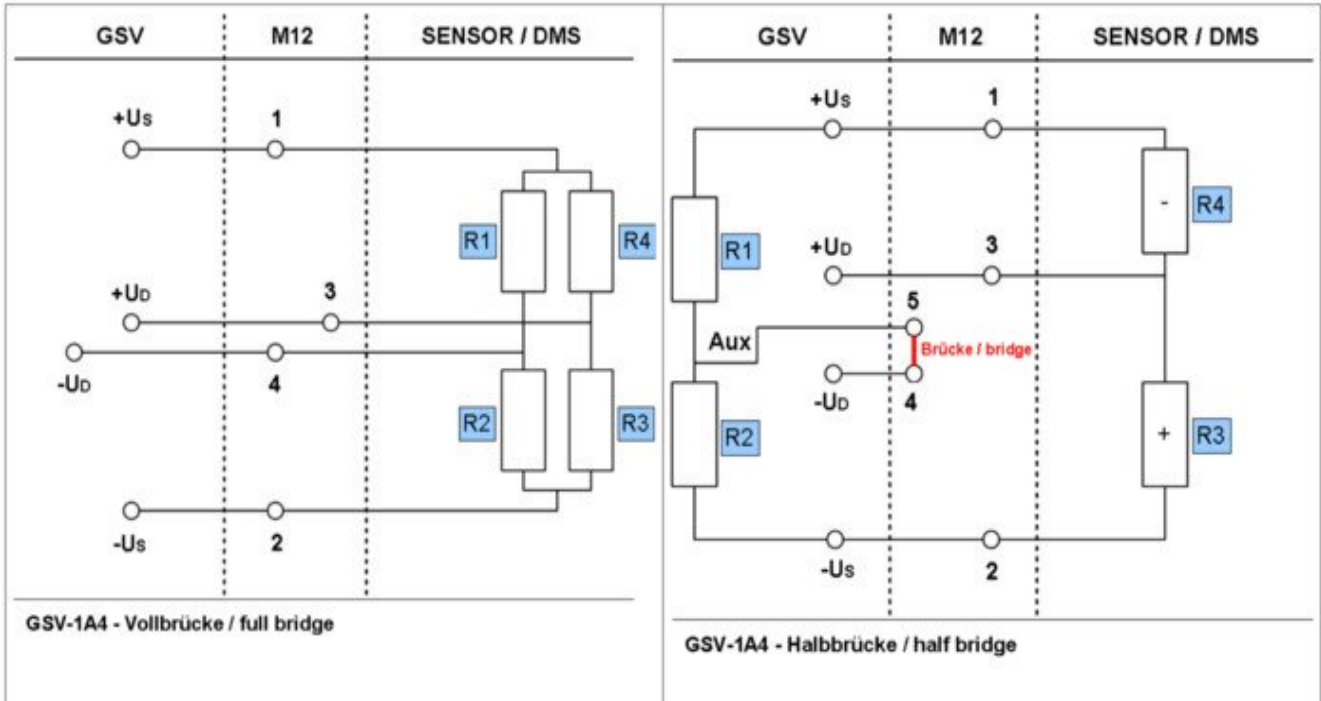 GSV M12 SENSOR / DMS
+US 1
R1 R4
+UD 3
-UD 4
R2 R3
-US 2
GSV-1A4 - Vollbrücke / full bridge
GSV M12 SENSOR / DMS
+US 1
- R4
R1
+UD 3
5
Aux
Brücke / bridge
-UD 4
R2
+ R3
-US 2
GSV-1A4 - Halbbrücke / half bridge